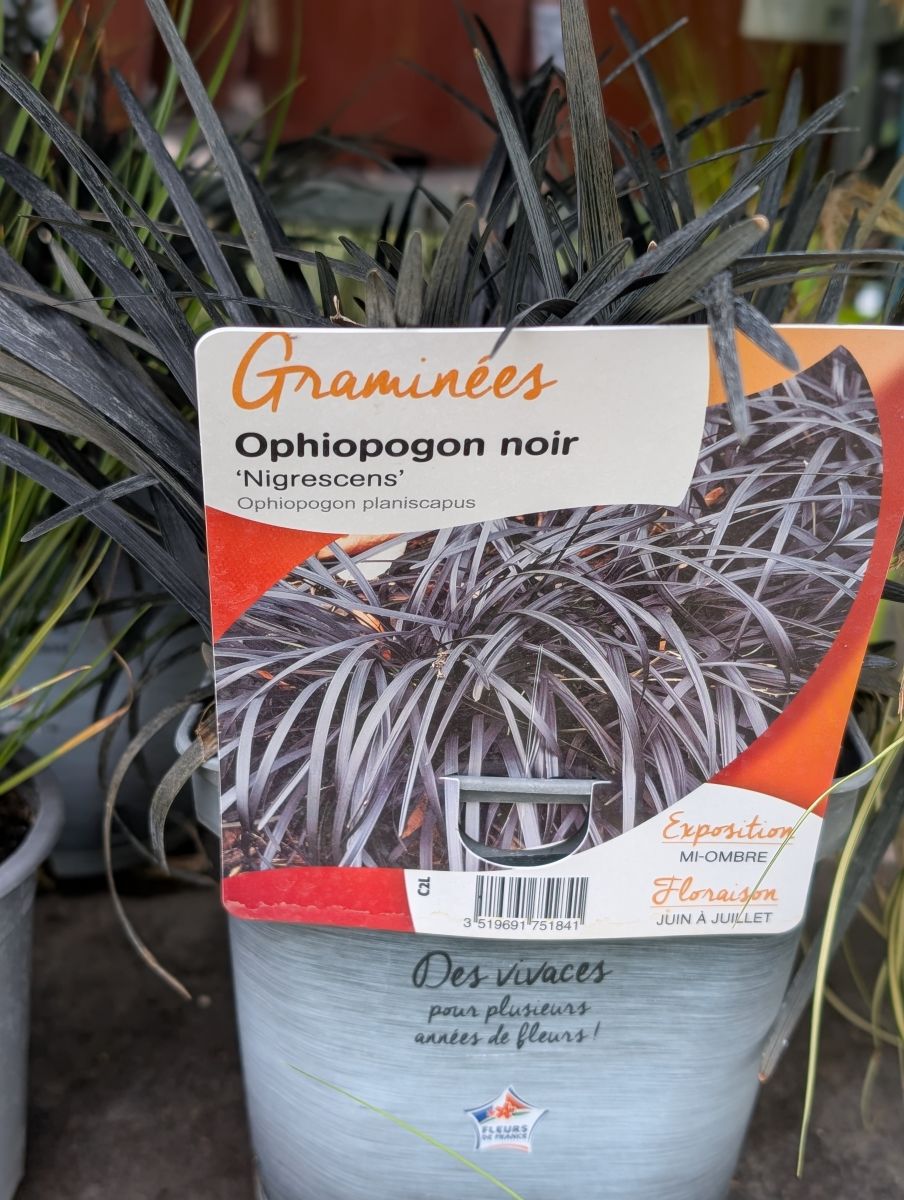 Graminées
Ophiopogon noir
‘Nigrescens’
Ophiopogon planiscapus
Exposition
MI-OMBRE
Floraison
JUIN À JUILLET
C2L
3 519691 751841
Des vivaces
pour plusieurs
années de fleurs !
FLEURS
DE FRANCE